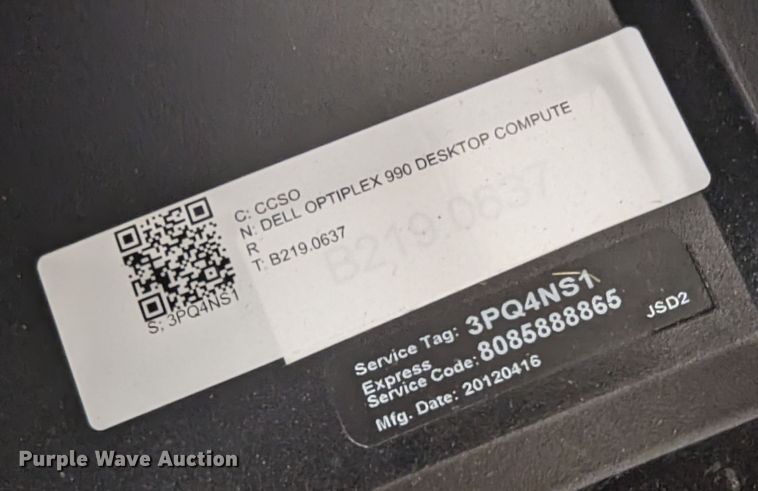 C: CCSO
N: DELL OPTIPLEX 990 DESKTOP COMPUTE
R
T: B219.0637
B219.0637
S: 3PQ4NS1
Service Tag: 3PQ4NS1
Express
Service Code: 8085888865
Mfg. Date: 20120416
JSD2
Purple Wave Auction